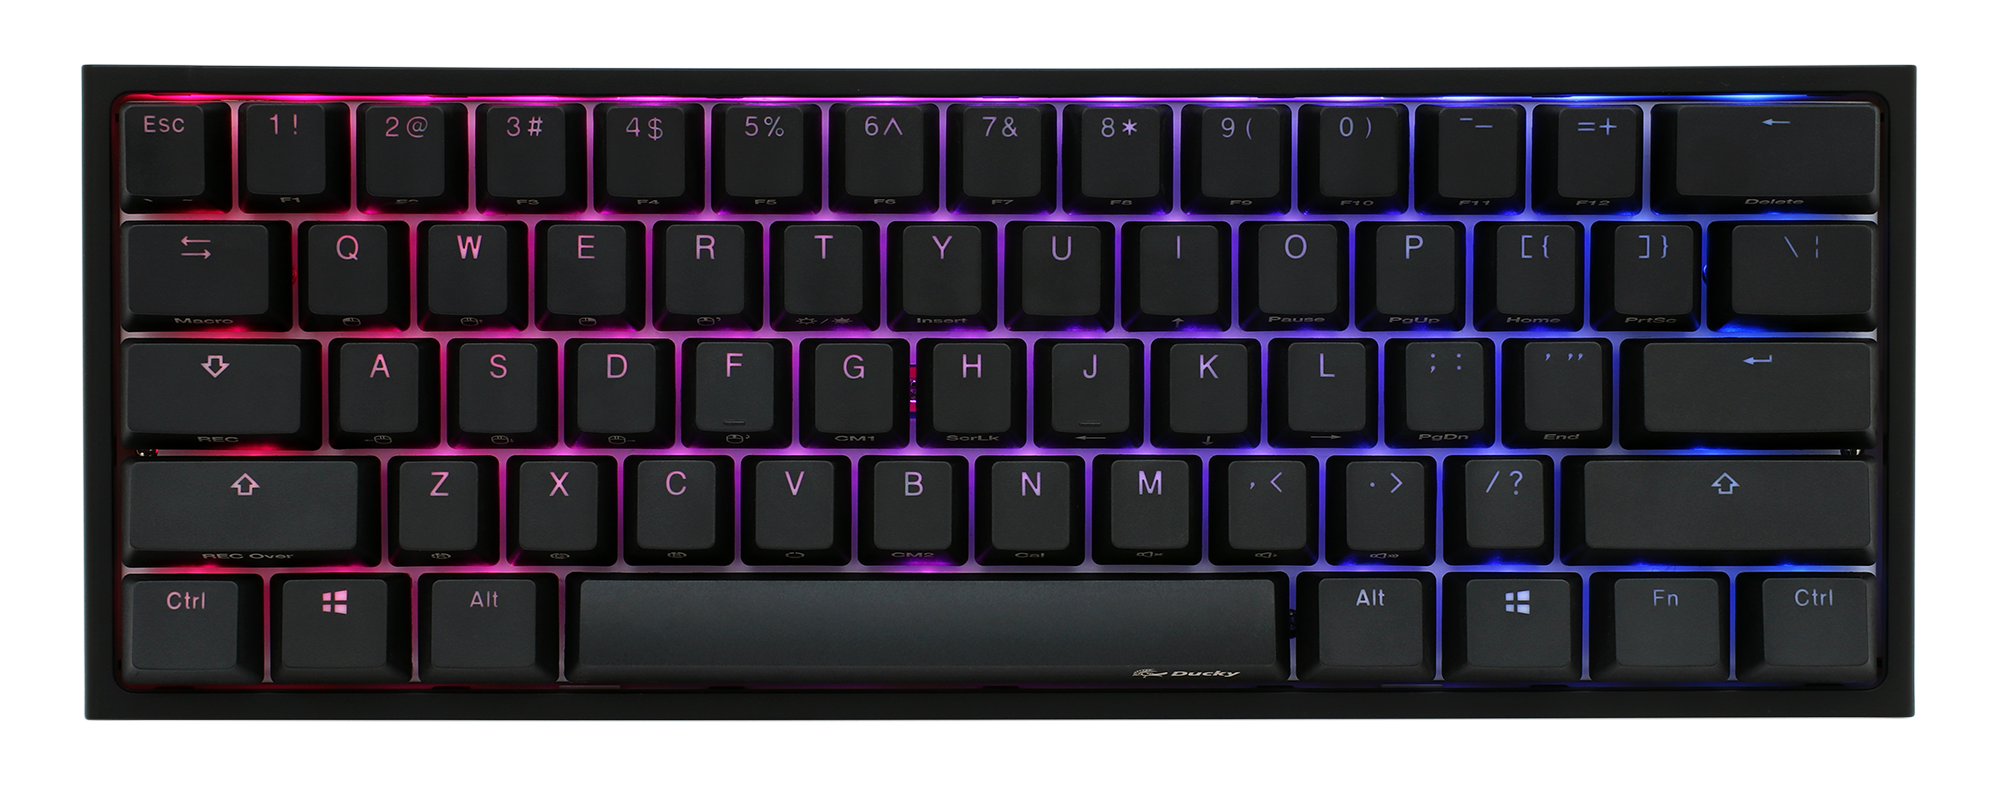 Esc 1! 2@ 3# 4$ 5% 6^ 7& 8* 9( 0) -_ =+ ←
F1 F3 F4 F5 F6 F7 F8 F9 F10 F11 F12 Delete
Q W E R T Y U I O P [{ ]} \|
Macro Insert ↑ Pause PgUp Home PrtSc
A S D F G H J K L ;: '"
REC CM1 ScrLk ← ↓ → PgDn End
Z X C V B N M ,< .> /?
REC Over CM2 Cal
Ctrl Alt Alt Fn Ctrl
Ducky